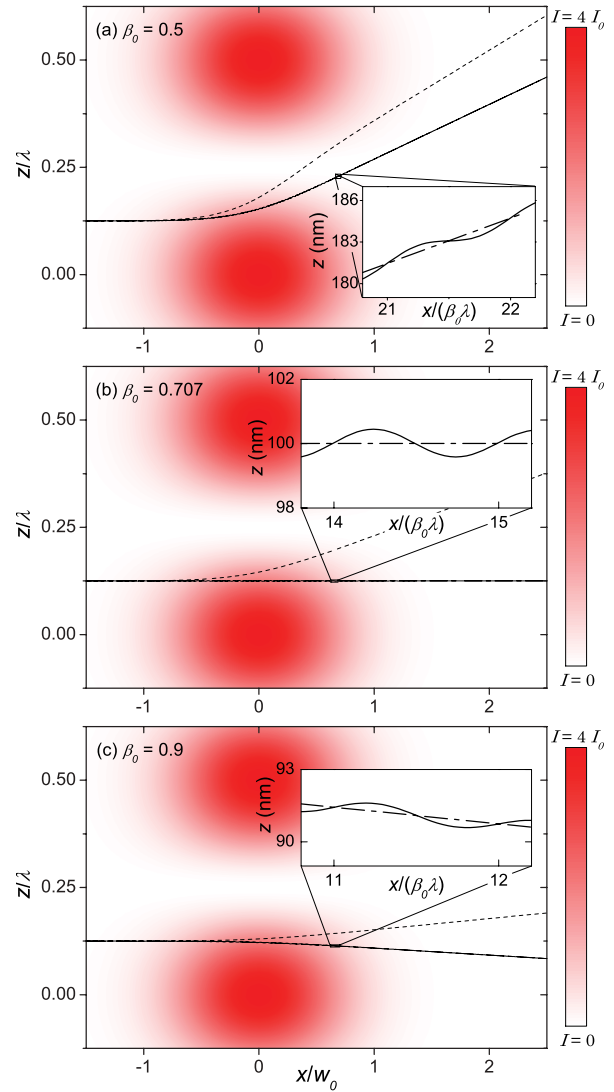 (a) β₀ = 0.5
I = 4 I₀
0.50
0.25
0.00
z/λ
186
183
180
z (nm)
21
22
x/(β₀λ)
-1
0
1
2
I = 0
(b) β₀ = 0.707
I = 4 I₀
0.50
0.25
0.00
z/λ
102
100
98
z (nm)
14
15
x/(β₀λ)
-1
0
1
2
I = 0
(c) β₀ = 0.9
I = 4 I₀
0.50
0.25
0.00
z/λ
93
90
z (nm)
11
12
x/(β₀λ)
-1
0
1
2
x/w₀
I = 0